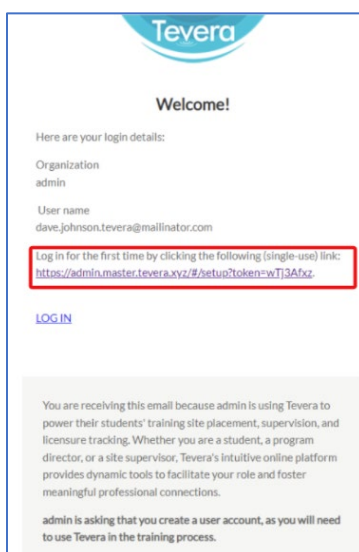 Tevera
Welcome!
Here are your login details:
Organization
admin
User name
dave.johnson.tevera@mailinator.com
Log in for the first time by clicking the following (single-use) link:
https://admin.master.tevera.xyz/#/setup?token=wTj3Afxz.
LOG IN
You are receiving this email because admin is using Tevera to
power their students' training site placement, supervision, and
licensure tracking. Whether you are a student, a program
director, or a site supervisor, Tevera's intuitive online platform
provides dynamic tools to facilitate your role and foster
meaningful professional connections.
admin is asking that you create a user account, as you will need
to use Tevera in the training process.